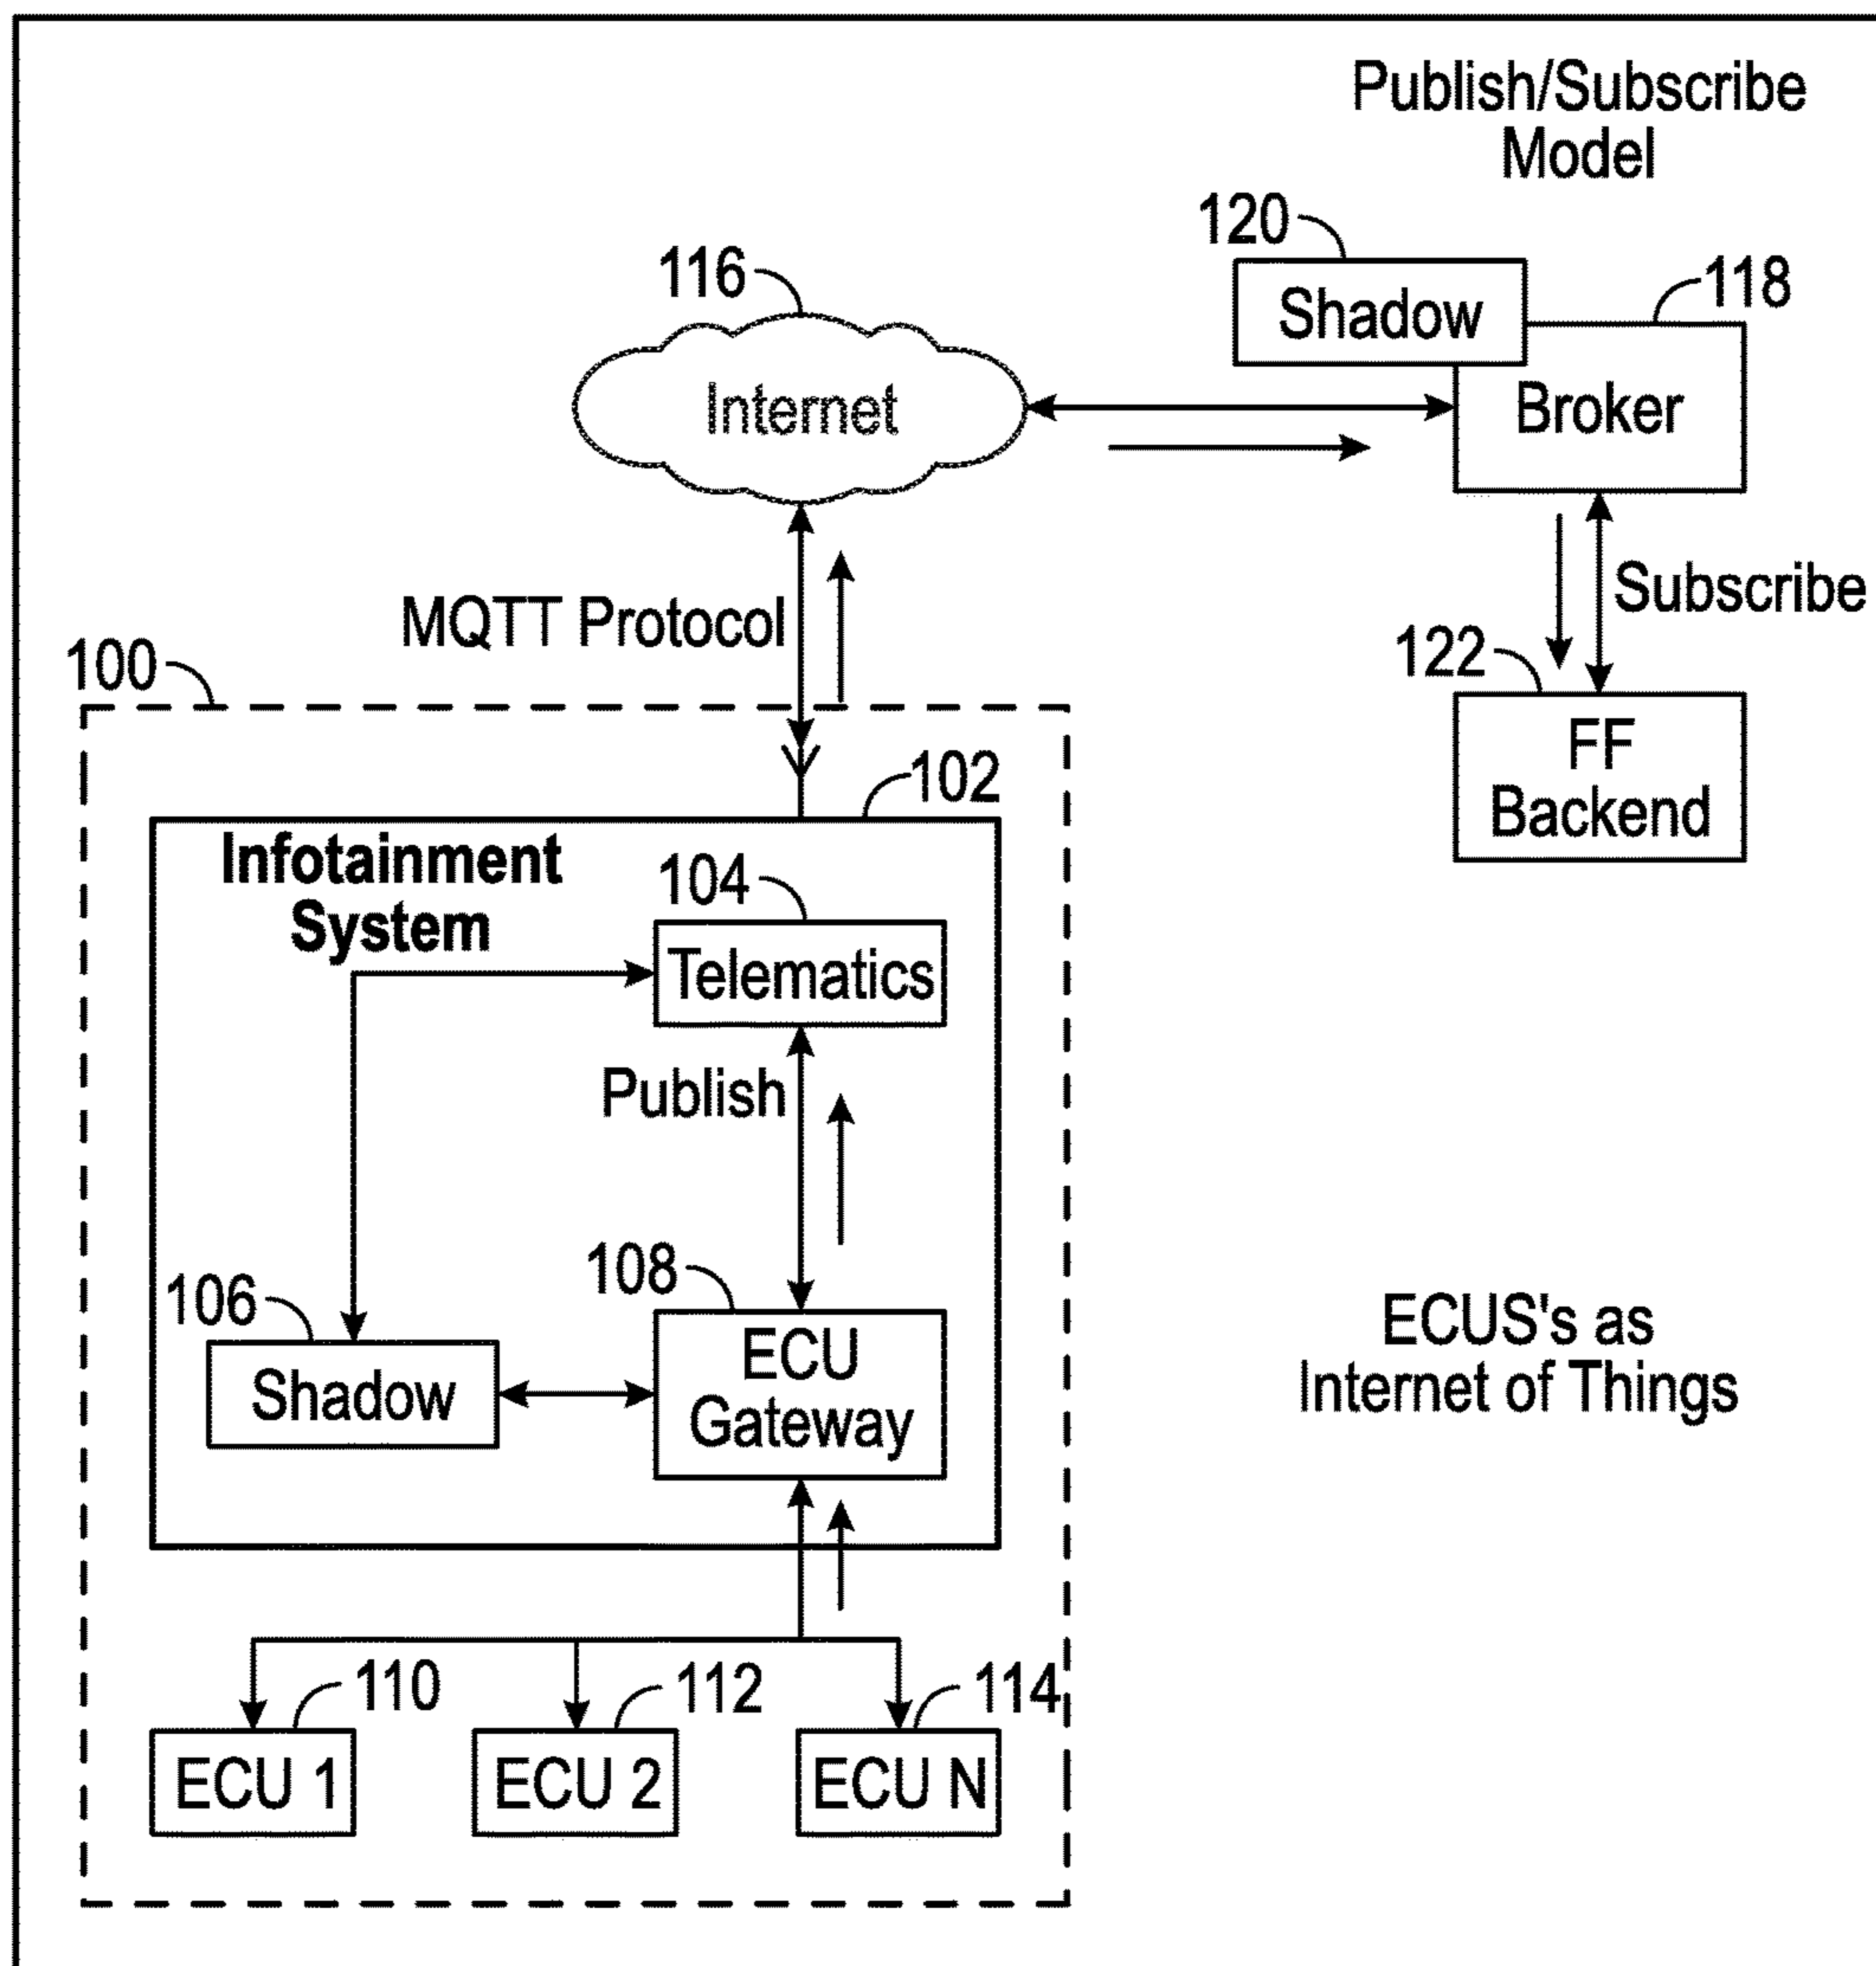 Publish/Subscribe
Model
120
116
118
Shadow
Internet
Broker
MQTT Protocol
Subscribe
100
122
FF
Backend
102
Infotainment
System
104
Telematics
Publish
108
106
ECU
Gateway
Shadow
ECUS's as
Internet of Things
110
112
114
ECU 1
ECU 2
ECU N